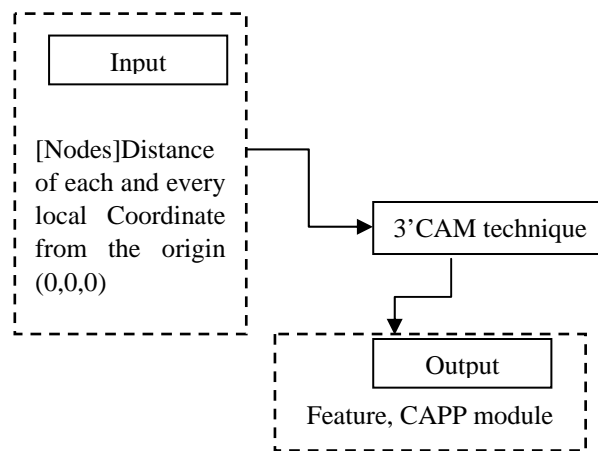 Input
[Nodes]Distance
of each and every
local Coordinate
from the origin
(0,0,0)
3’CAM technique
Output
Feature, CAPP module